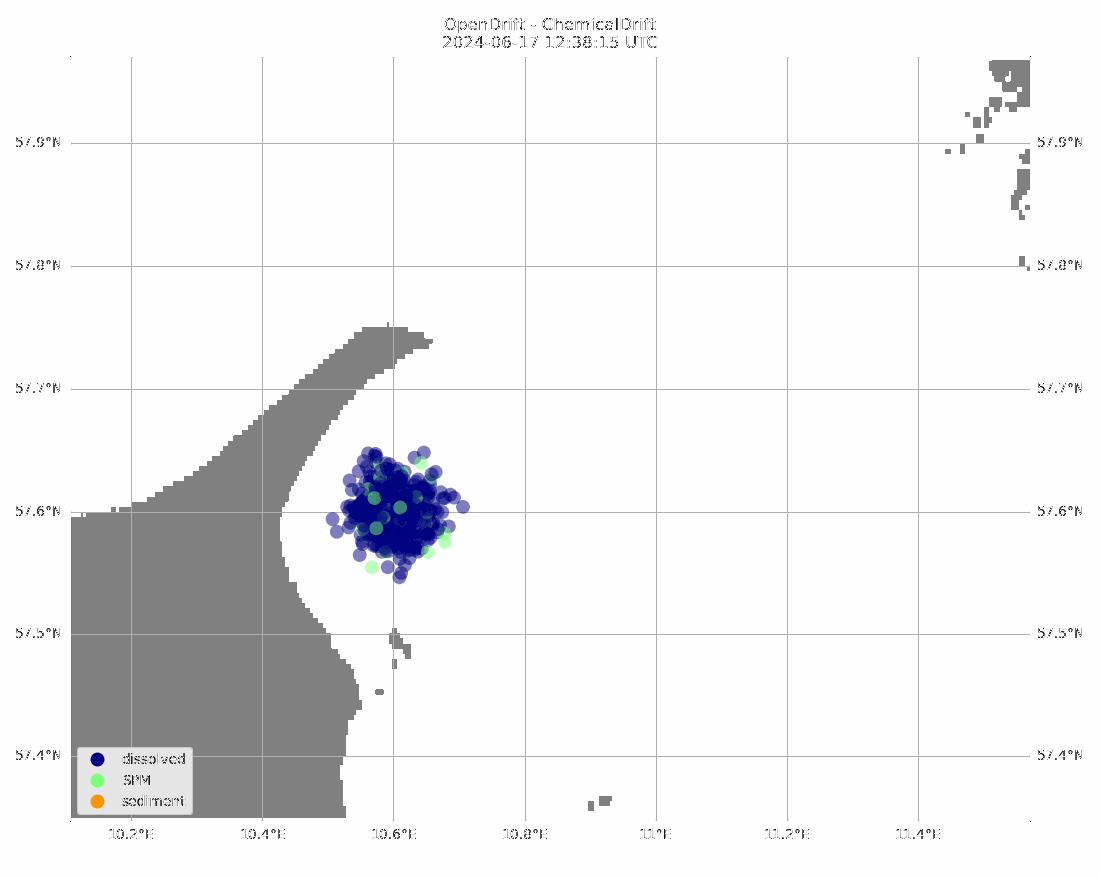 OpenDrift - ChemicalDrift
2024-06-17 12:38:15 UTC
57.9°N 57.9°N
57.8°N 57.8°N
57.7°N 57.7°N
57.6°N 57.6°N
57.5°N 57.5°N
57.4°N 57.4°N
dissolved
SPM
sediment
10.2°E 10.4°E 10.6°E 10.8°E 11°E 11.2°E 11.4°E